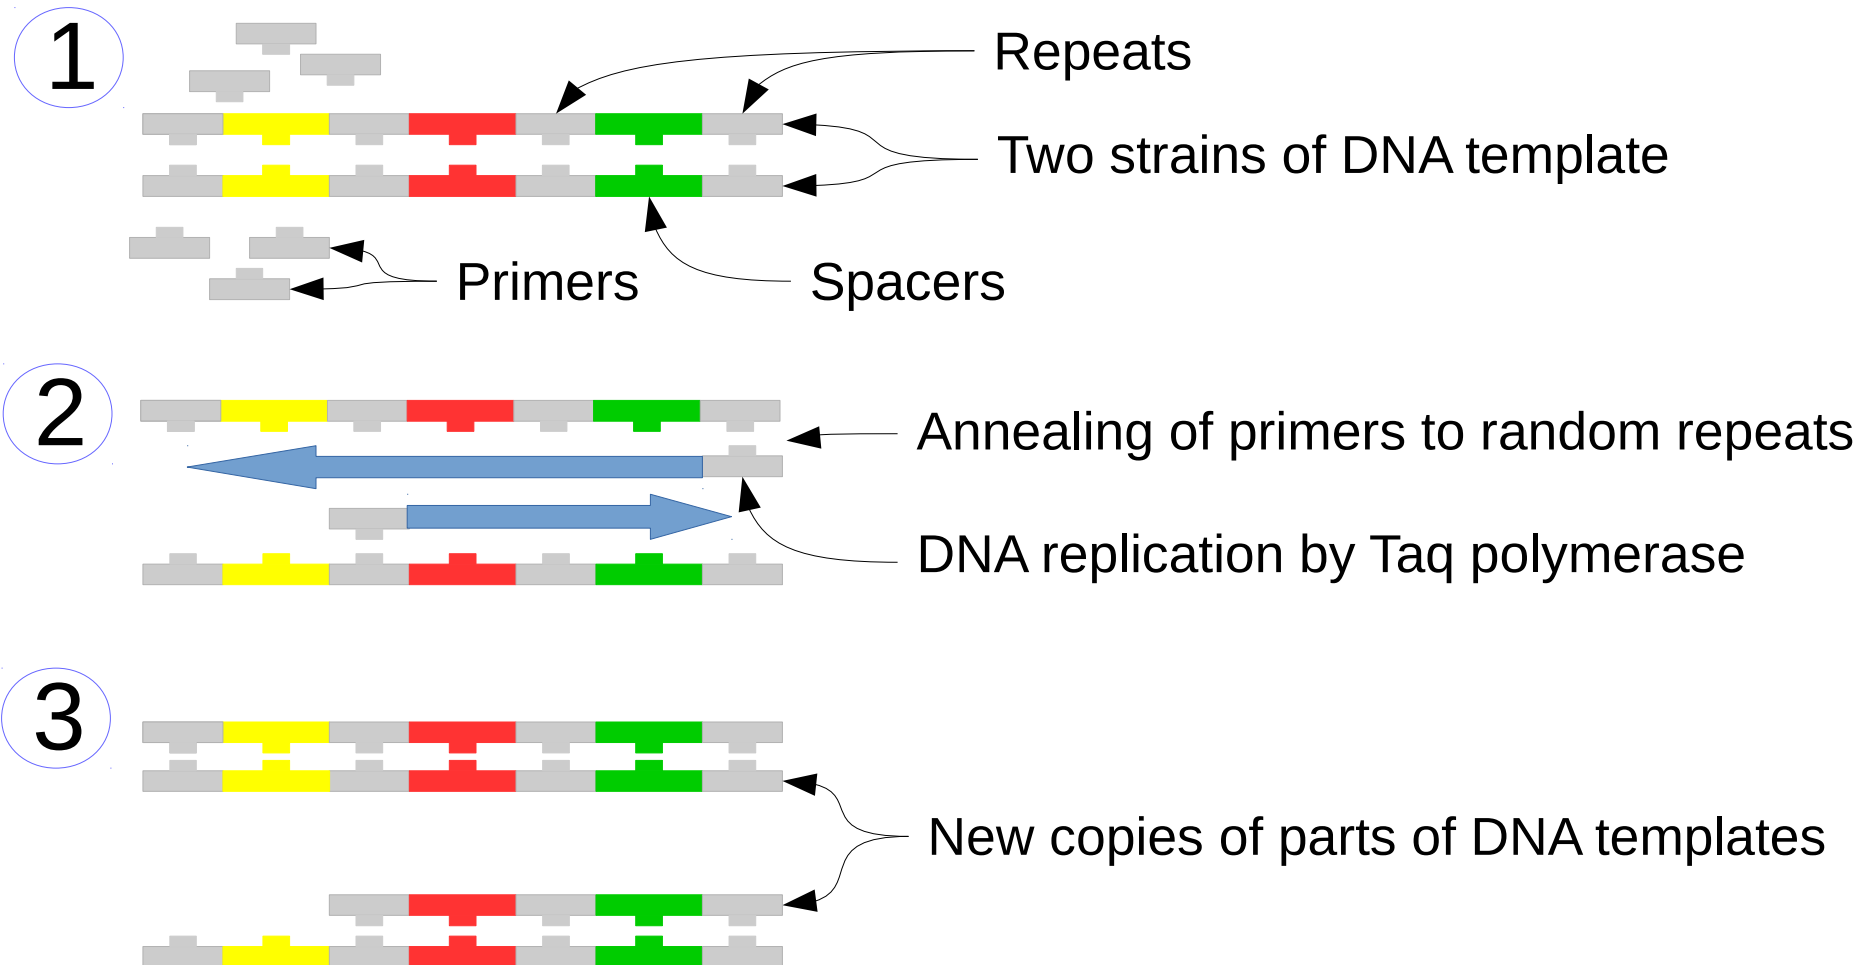 1
Repeats
Two strains of DNA template
Primers
Spacers
2
Annealing of primers to random repeats
DNA replication by Taq polymerase
3
New copies of parts of DNA templates